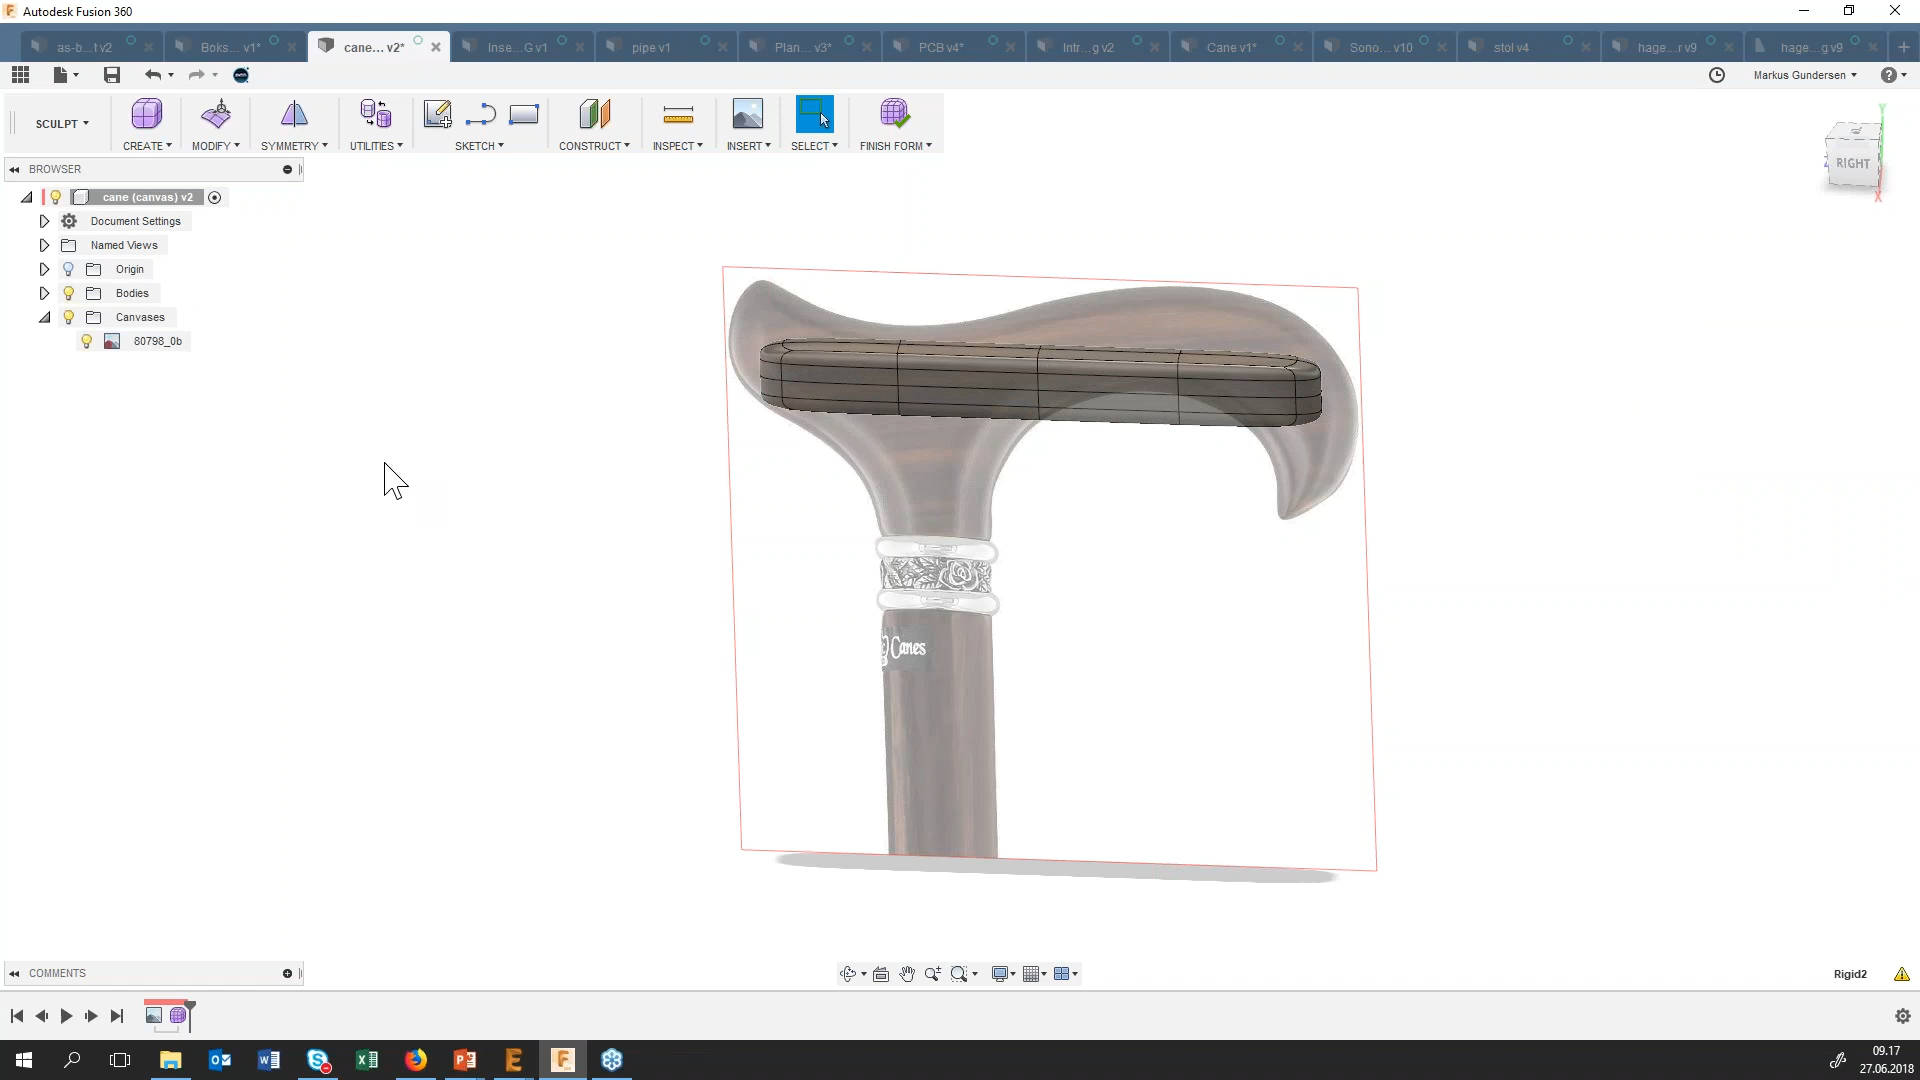 Autodesk Fusion 360
as-b...t v2
Boks... v1*
cane... v2*
Inse...G v1
pipe v1
Plan... v3*
PCB v4*
Intr...g v2
Cane v1*
Sono... v10
stol v4
hage...r v9
hage...g v9
Markus Gundersen
SCULPT
CREATE
MODIFY
SYMMETRY
UTILITIES
SKETCH
CONSTRUCT
INSPECT
INSERT
SELECT
FINISH FORM
BROWSER
cane (canvas) v2
Document Settings
Named Views
Origin
Bodies
Canvases
80798_0b
RIGHT
Y
Z
X
Canes
COMMENTS
Rigid2
09.17
27.06.2018